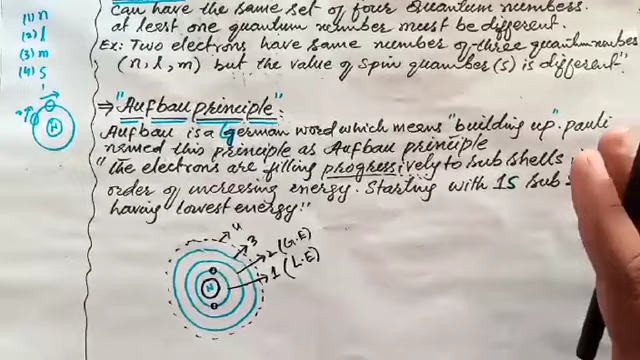 (1) n
(2) l
(3) m
(4) s
N
can have the same set of four Quantum numbers.
at least one quantum number must be different.
Ex: Two electrons have same number of three quantum numbers
(n, l, m) but the value of spin quamber (s) is different"
⇒ "Aufbau principle":
Aufbau is a German word which means "building up". pauli
named this principle as Aufbau principle
"The electrons are filling progressively to sub shells
order of increasing energy. Starting with 1S sub
having lowest energy."
4
3
2 (G.E)
1 (L.E)
N